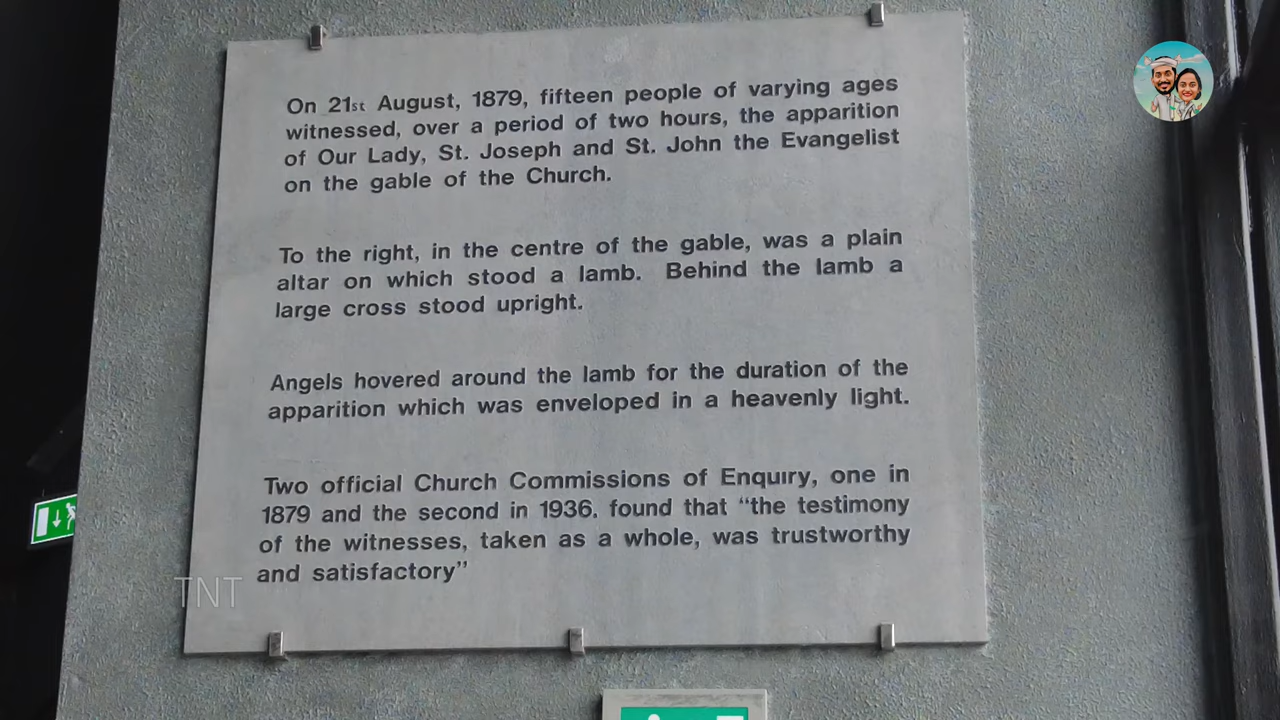 On 21st August, 1879, fifteen people of varying ages
witnessed, over a period of two hours, the apparition
of Our Lady, St. Joseph and St. John the Evangelist
on the gable of the Church.
To the right, in the centre of the gable, was a plain
altar on which stood a lamb. Behind the lamb a
large cross stood upright.
Angels hovered around the lamb for the duration of the
apparition which was enveloped in a heavenly light.
Two official Church Commissions of Enquiry, one in
1879 and the second in 1936. found that “the testimony
of the witnesses, taken as a whole, was trustworthy
and satisfactory”
TNT